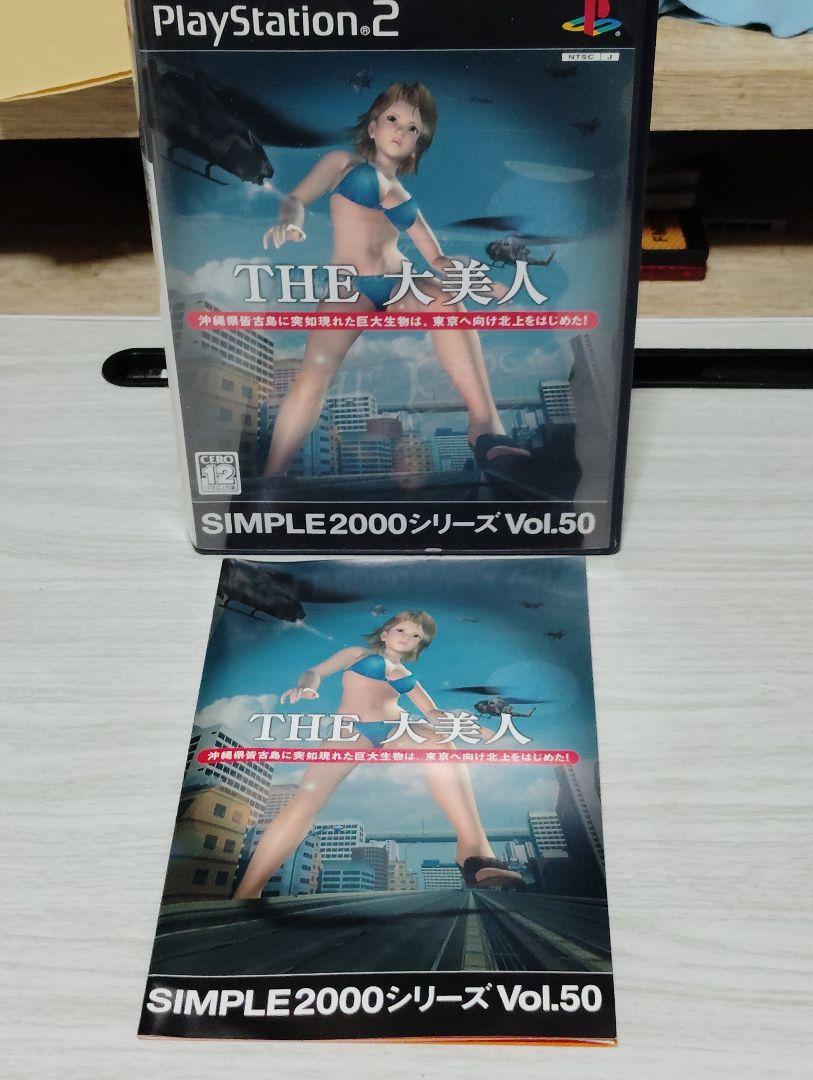 PlayStation®2
NTSC J
THE 大美人
沖縄県皆古島に突如現れた巨大生物は、東京へ向け北上をはじめた!
CERO
12
SIMPLE2000シリーズ Vol.50
THE 大美人
沖縄県皆古島に突如現れた巨大生物は、東京へ向け北上をはじめた!
SIMPLE2000シリーズ Vol.50